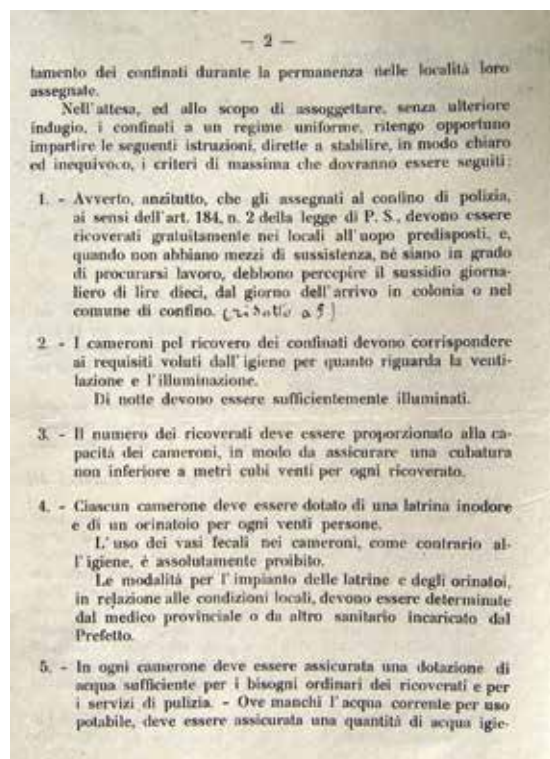 — 2 —
tamento dei confinati durante la permanenza nelle località loro
assegnate.
Nell'attesa, ed allo scopo di assoggettare, senza ulteriore
indugio, i confinati a un regime uniforme, ritengo opportuno
impartire le seguenti istruzioni, dirette a stabilire, in modo chiaro
ed inequivoco, i criteri di massima che dovranno essere seguiti:
1. - Avverto, anzitutto, che gli assegnati al confino di polizia,
ai sensi dell'art. 184, n. 2 della legge di P. S., devono essere
ricoverati gratuitamente nei locali all'uopo predisposti, e,
quando non abbiano mezzi di sussistenza, nè siano in grado
di procurarsi lavoro, debbono percepire il sussidio giorna-
liero di lire dieci, dal giorno dell'arrivo in colonia o nel
comune di confino. (ridotto a 5)
2 - I cameroni pel ricovero dei confinati devono corrispondere
ai requisiti voluti dall'igiene per quanto riguarda la venti-
lazione e l'illuminazione.
Di notte devono essere sufficientemente illuminati.
3. - Il numero dei ricoverati deve essere proporzionato alla ca-
pacità dei cameroni, in modo da assicurare una cubatura
non inferiore a metri cubi venti per ogni ricoverato.
4. - Ciascun camerone deve essere dotato di una latrina inodore
e di un orinatoio per ogni venti persone.
L'uso dei vasi fecali nei cameroni, come contrario al-
l'igiene, è assolutamente proibito.
Le modalità per l'impianto delle latrine e degli orinatoi,
in relazione alle condizioni locali, devono essere determinate
dal medico provinciale o da altro sanitario incaricato dal
Prefetto.
5. - In ogni camerone deve essere assicurata una dotazione di
acqua sufficiente per i bisogni ordinari dei ricoverati e per
i servizi di pulizia. - Ove manchi l'acqua corrente per uso
potabile, deve essere assicurata una quantità di acqua igie-